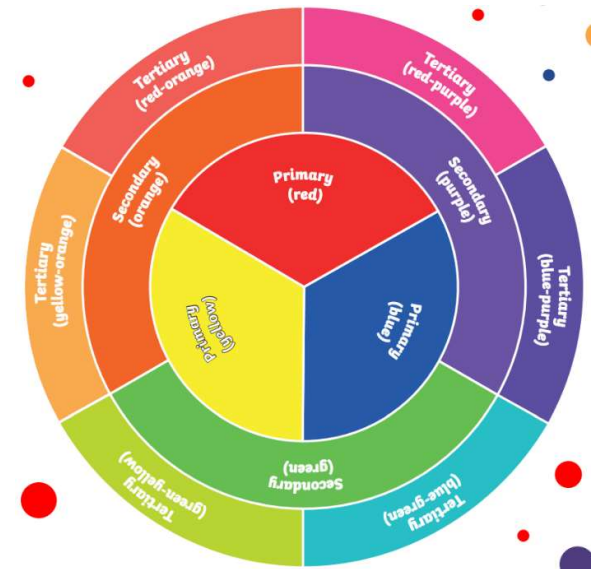 Tertiary
(red-orange)
Tertiary
(red-purple)
Secondary
(orange)
Primary
(red)
Secondary
(purple)
Tertiary
(yellow-orange)
Primary
(yellow)
Primary
(blue)
Tertiary
(blue-purple)
Secondary
(green)
Tertiary
(green-yellow)
Tertiary
(blue-green)